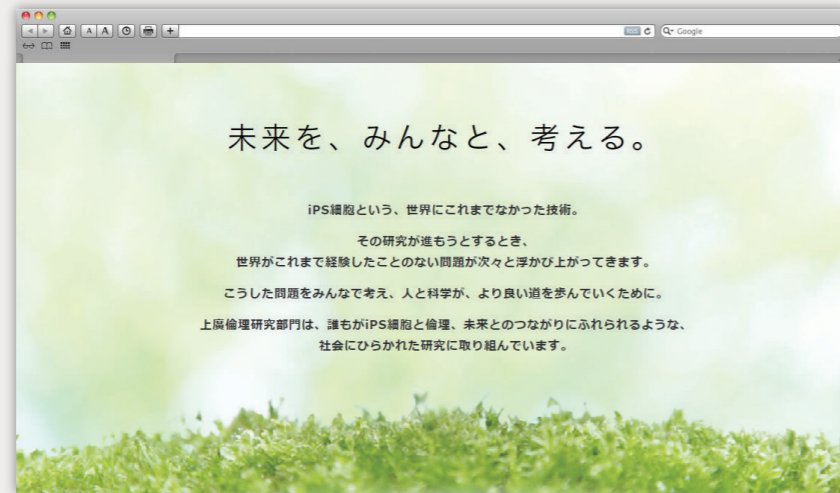 A A
RSS
Google
未来を、みんなと、考える。
iPS細胞という、世界にこれまでなかった技術。
その研究が進もうとするとき、
世界がこれまで経験したことのない問題が次々と浮かび上がってきます。
こうした問題をみんなで考え、人と科学が、より良い道を歩んでいくために。
上廣倫理研究部門は、誰もがiPS細胞と倫理、未来とのつながりにふれられるような、
社会にひらかれた研究に取り組んでいます。